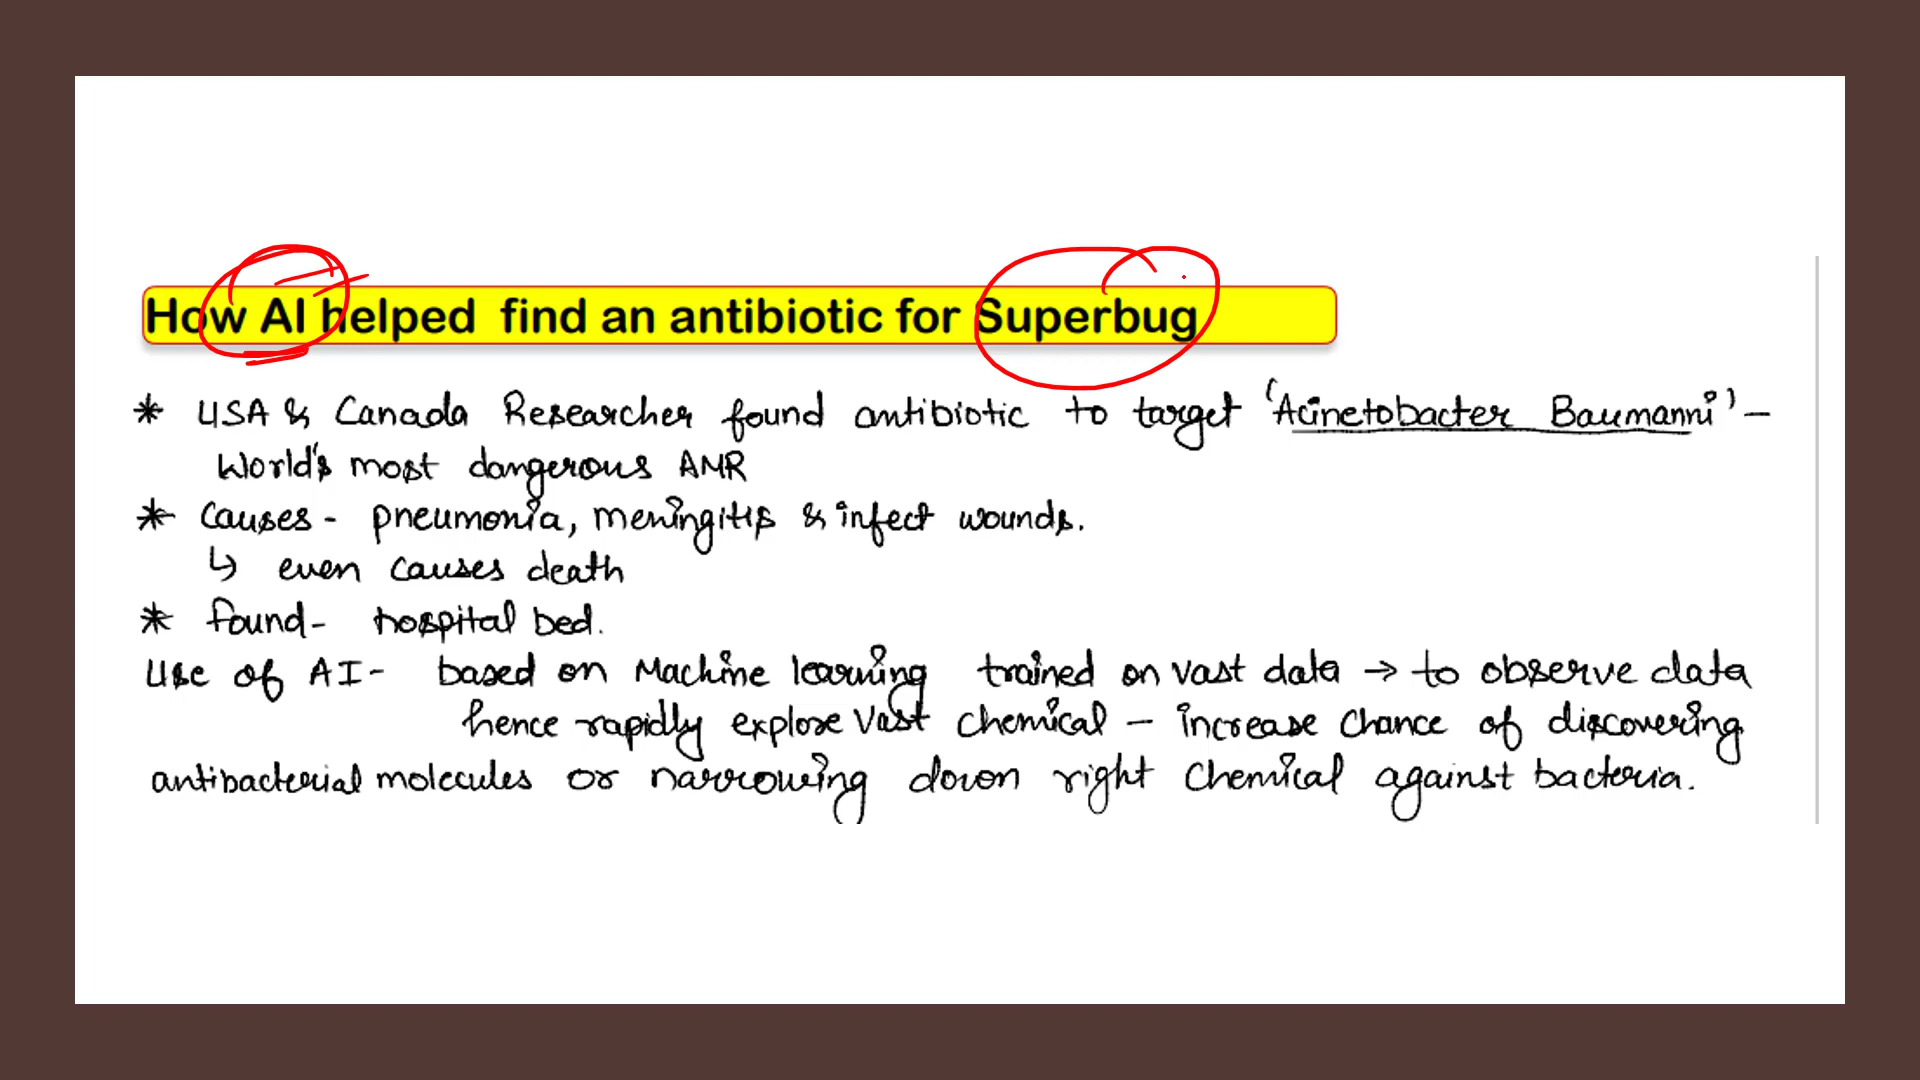 How AI helped find an antibiotic for Superbug
* USA & Canada Researcher found antibiotic to target 'Acinetobacter Baumanni' -
World's most dangerous AMR
* Causes - pneumonia, meningitis & infect wounds.
↳ even causes death
* found - hospital bed.
Use of AI - based on Machine learning trained on vast data → to observe data
hence rapidly explore vast chemical - increase chance of discovering
antibacterial molecules or narrowing down right chemical against bacteria.